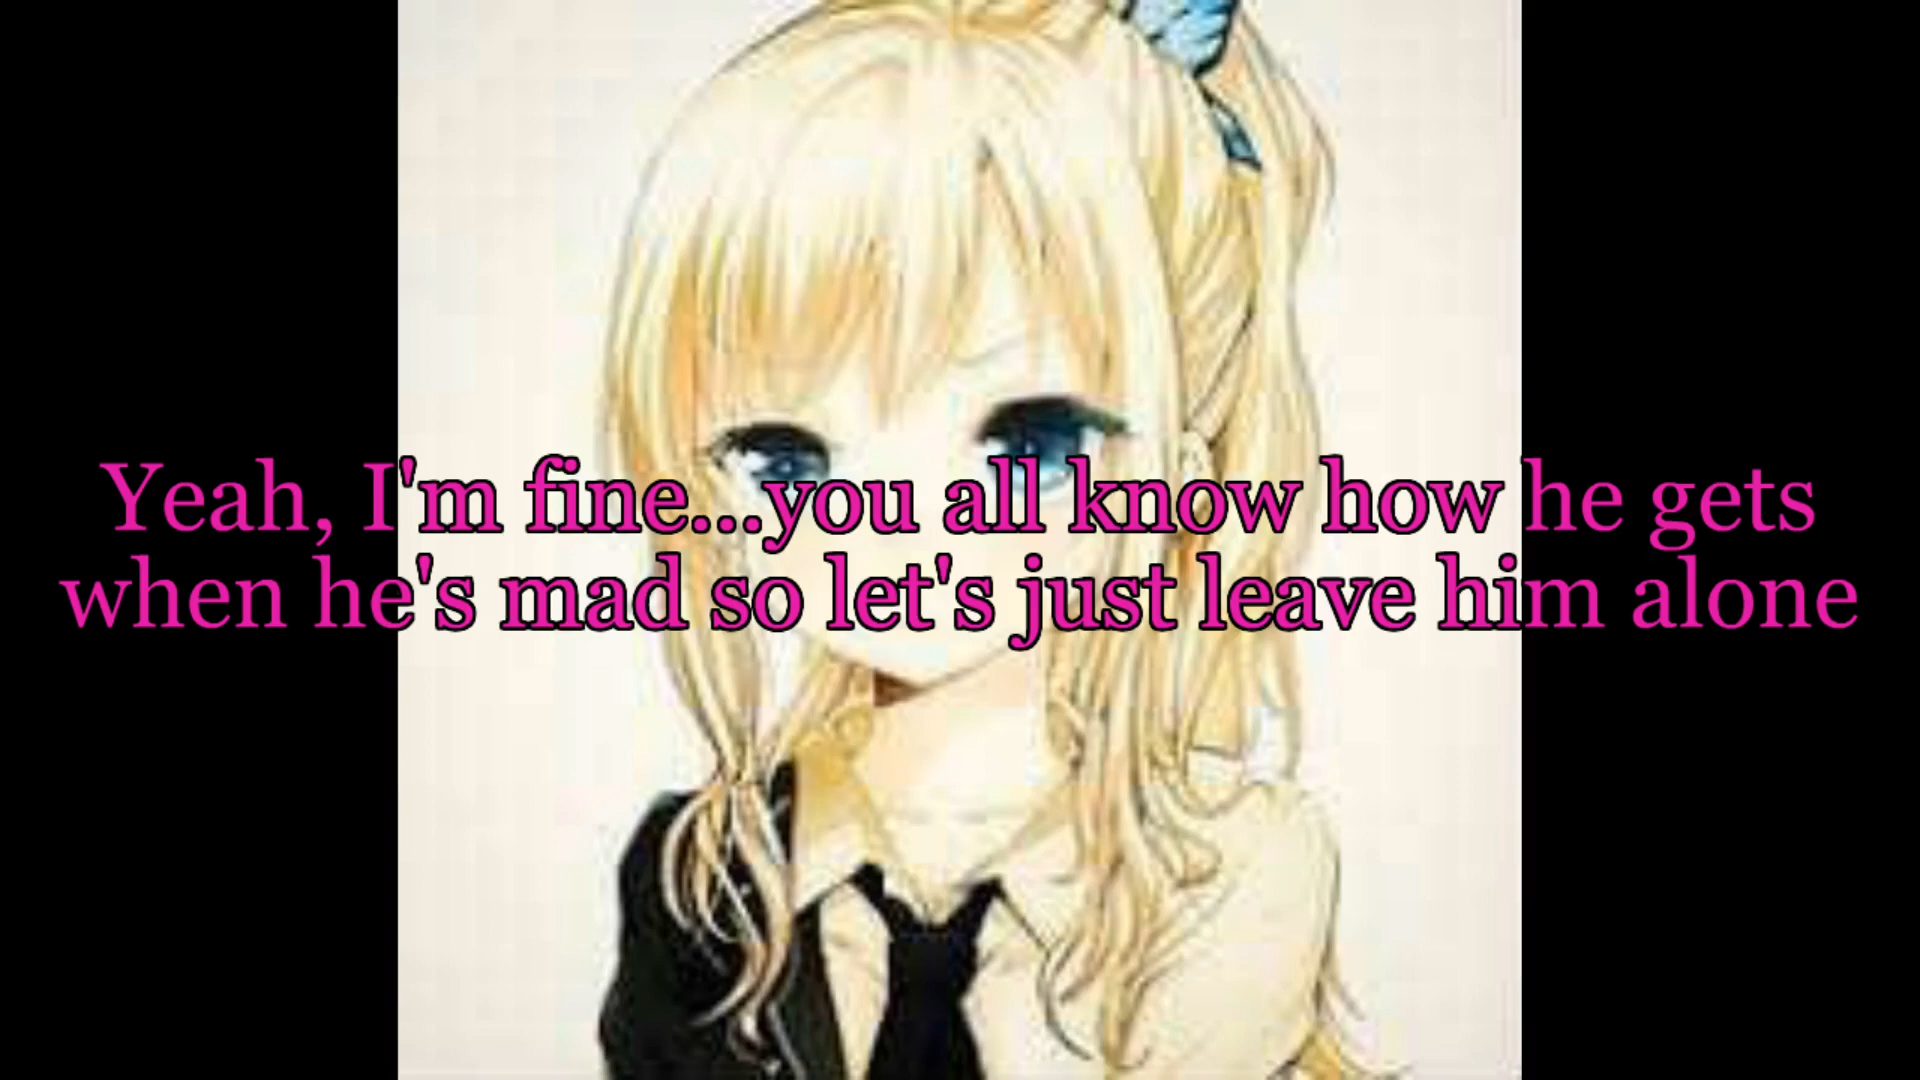 Yeah, I'm fine...you all know how he gets
when he's mad so let's just leave him alone